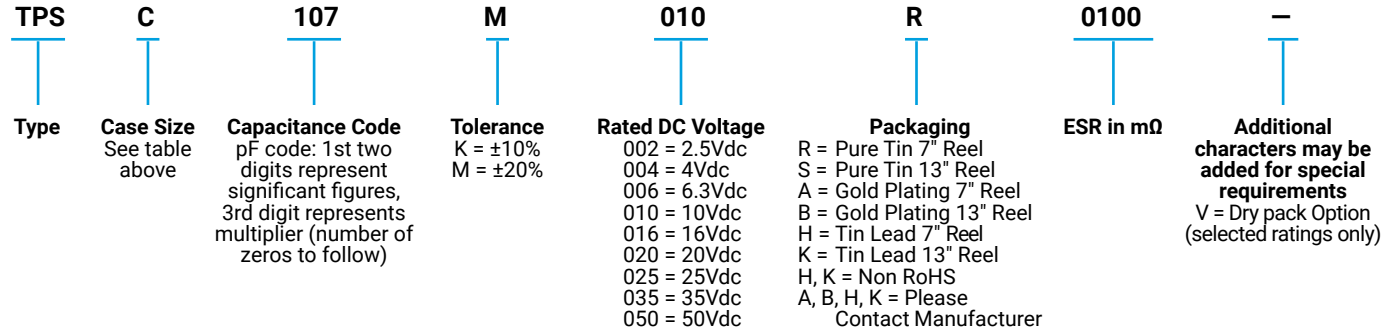 TPS C 107 M 010 R 0100 —
Type
Case Size
See table
above
Capacitance Code
pF code: 1st two
digits represent
significant figures,
3rd digit represents
multiplier (number of
zeros to follow)
Tolerance
K = ±10%
M = ±20%
Rated DC Voltage
002 = 2.5Vdc
004 = 4Vdc
006 = 6.3Vdc
010 = 10Vdc
016 = 16Vdc
020 = 20Vdc
025 = 25Vdc
035 = 35Vdc
050 = 50Vdc
Packaging
R = Pure Tin 7" Reel
S = Pure Tin 13" Reel
A = Gold Plating 7" Reel
B = Gold Plating 13" Reel
H = Tin Lead 7" Reel
K = Tin Lead 13" Reel
H, K = Non RoHS
A, B, H, K = Please
Contact Manufacturer
ESR in mΩ
Additional
characters may be
added for special
requirements
V = Dry pack Option
(selected ratings only)